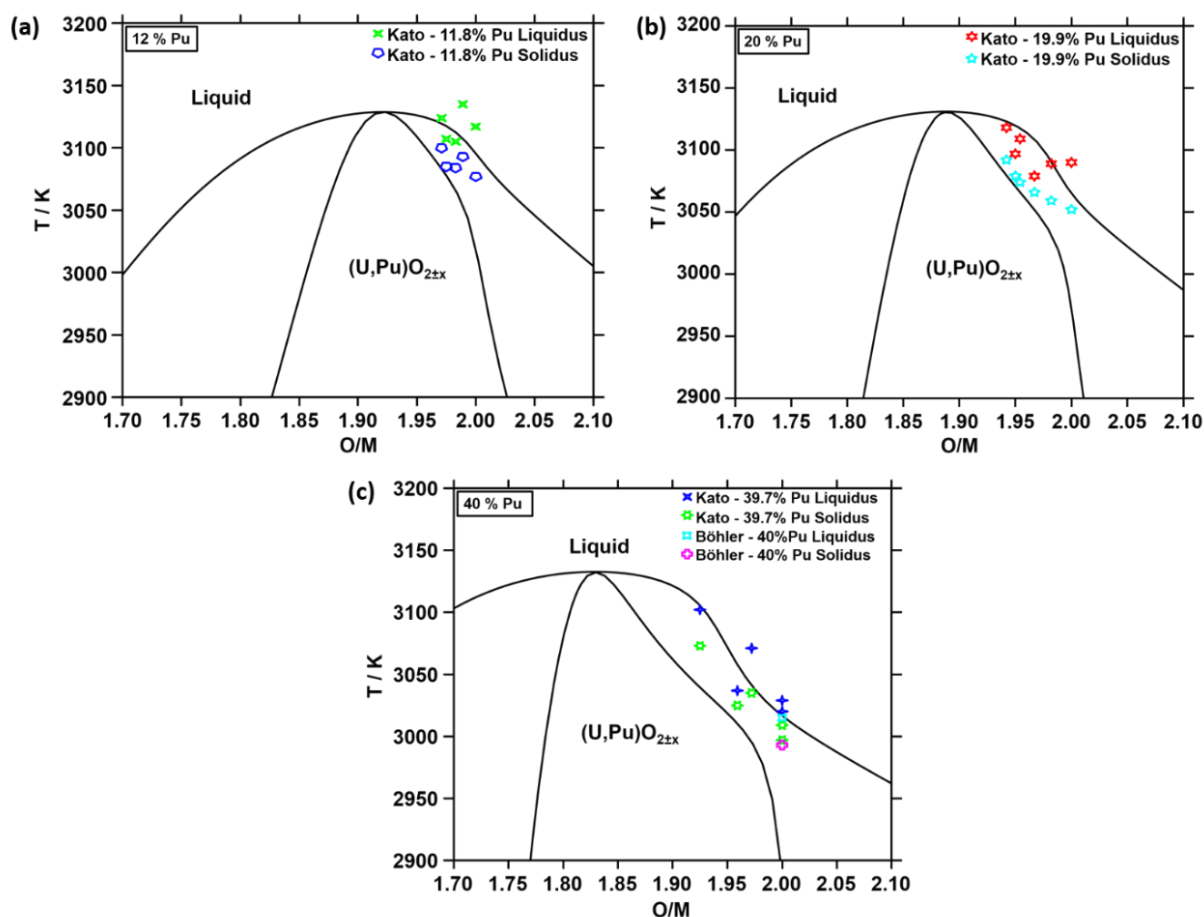 (a)
12 % Pu
Kato - 11.8% Pu Liquidus
Kato - 11.8% Pu Solidus
Liquid
(U,Pu)O₂±ₓ
T / K
3200
3150
3100
3050
3000
2950
2900
1.70 1.75 1.80 1.85 1.90 1.95 2.00 2.05 2.10
O/M
(b)
20 % Pu
Kato - 19.9% Pu Liquidus
Kato - 19.9% Pu Solidus
Liquid
(U,Pu)O₂±ₓ
T / K
3200
3150
3100
3050
3000
2950
2900
1.70 1.75 1.80 1.85 1.90 1.95 2.00 2.05 2.10
O/M
(c)
40 % Pu
Kato - 39.7% Pu Liquidus
Kato - 39.7% Pu Solidus
Böhler - 40%Pu Liquidus
Böhler - 40% Pu Solidus
Liquid
(U,Pu)O₂±ₓ
T / K
3200
3150
3100
3050
3000
2950
2900
1.70 1.75 1.80 1.85 1.90 1.95 2.00 2.05 2.10
O/M